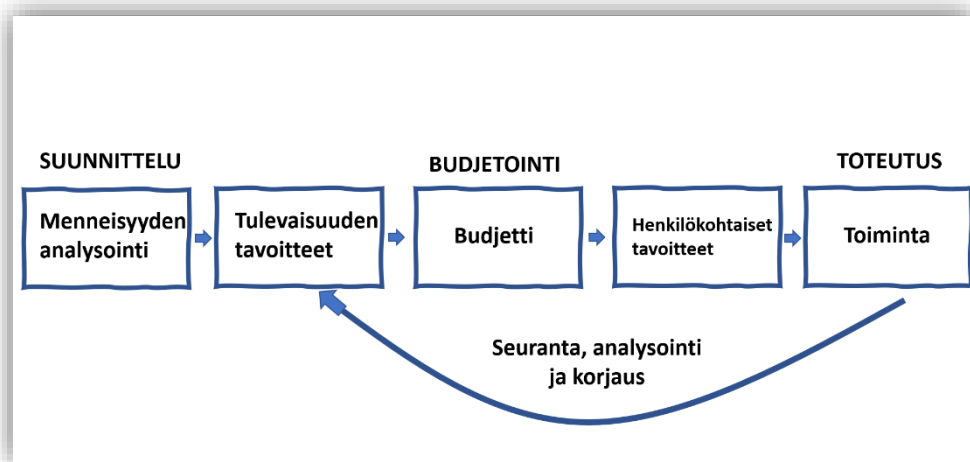 SUUNNITTELU
BUDJETOINTI
TOTEUTUS
Menneisyyden
analysointi
Tulevaisuuden
tavoitteet
Budjetti
Henkilökohtaiset
tavoitteet
Toiminta
Seuranta, analysointi
ja korjaus